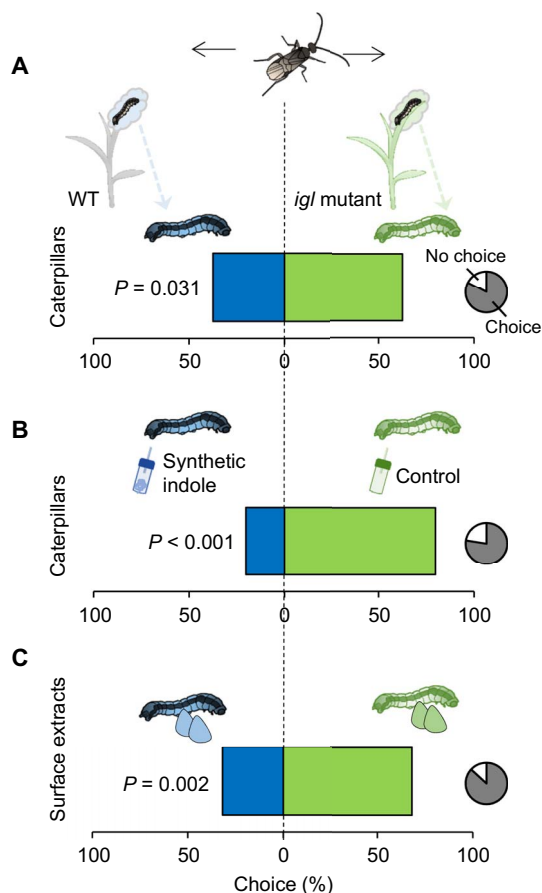 A
WT
igl mutant
Caterpillars
P = 0.031
No choice
Choice
100 50 0 50 100
B
Synthetic
indole
Control
Caterpillars
P < 0.001
100 50 0 50 100
C
Surface extracts
P = 0.002
100 50 0 50 100
Choice (%)